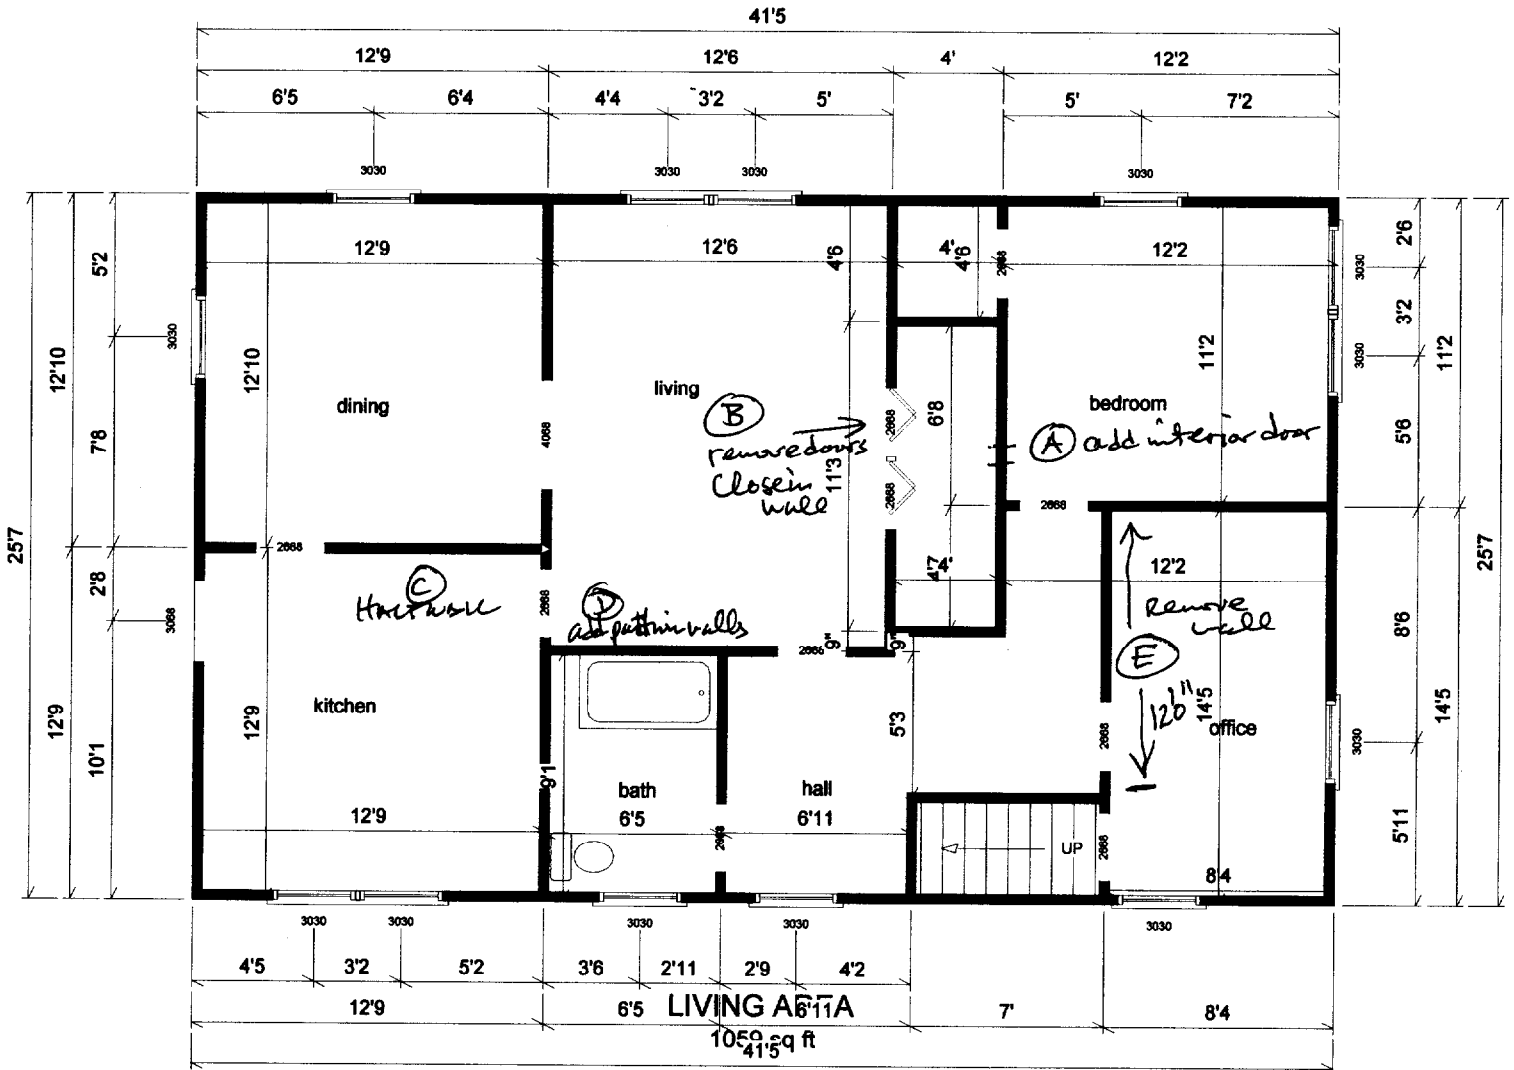 41'5
12'9 12'6 4' 12'2
6'5 6'4 4'4 3'2 5' 5' 7'2
3030 3030 3030 3030
12'9 12'6 4' 12'2
4'6 4'6 2668
5'2 2'6
3030 3030
12'10 12'10 3'2 11'2 11'2
3030 3030
living
dining bedroom
B 2668 6'8
7'8 4068 A add interior door 5'6
remove doors
11'3
Close in 2668
wall 2668
25'7 25'7
2668
C 4'7 4' 12'2
2'8 2668 D Remove
Half wall wall
3068 add patt in walls 8'6
9" 2668 9"
E
kitchen 120" 14'5 14'5
12'9 12'9 5'3 2668 office 3030
10'1 9'1
bath hall
12'9 6'5 6'11 5'11
2668 UP 2668
8'4
3030 3030 3030 3030 3030
4'5 3'2 5'2 3'6 2'11 2'9 4'2
LIVING AREA
12'9 6'5 6'11 7' 8'4
1059 sq ft
41'5